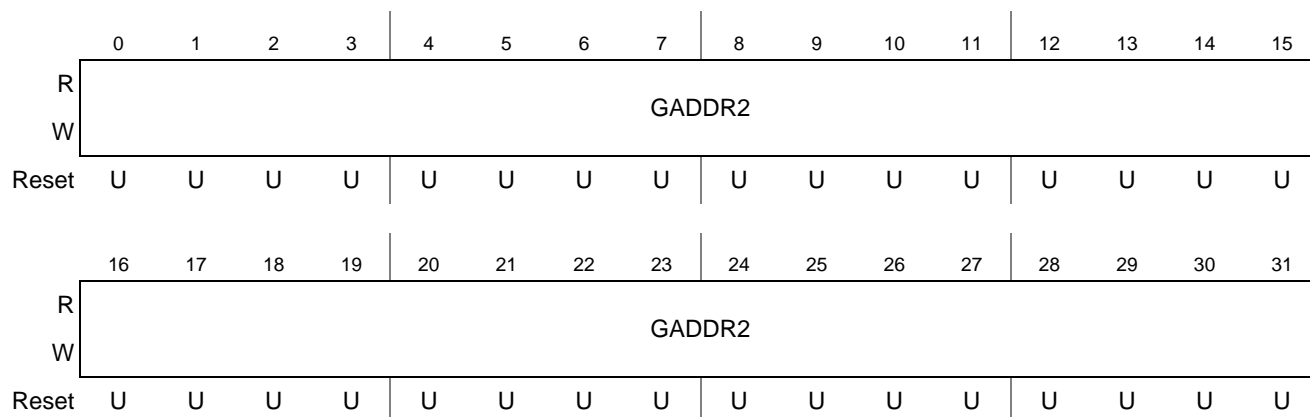 0 1 2 3 4 5 6 7 8 9 10 11 12 13 14 15
R
GADDR2
W
Reset U U U U U U U U U U U U U U U U
16 17 18 19 20 21 22 23 24 25 26 27 28 29 30 31
R
GADDR2
W
Reset U U U U U U U U U U U U U U U U